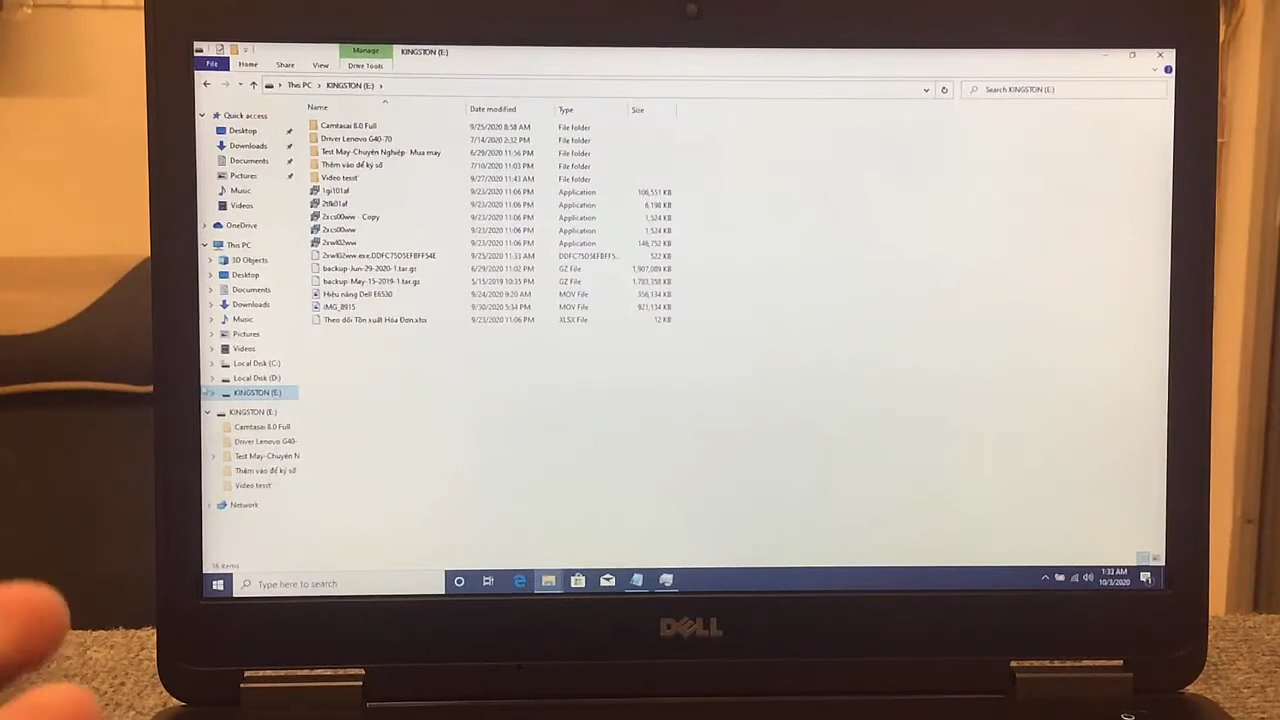 Manage
KINGSTON (E:)
File
Home
Share
View
Drive Tools
This PC
KINGSTON (E:)
Search KINGSTON (E:)
Name
Date modified
Type
Size
Quick access
Desktop
Downloads
Documents
Pictures
Music
Videos
OneDrive
This PC
3D Objects
Desktop
Documents
Downloads
Music
Pictures
Videos
Local Disk (C:)
Local Disk (D:)
KINGSTON (E:)
KINGSTON (E:)
Camtasai 8.0 Full
Driver Lenovo G40-
Test May-Chuyên N
Thêm vào để ký số
Video tesst
Network
Camtasai 8.0 Full 9/25/2020 8:58 AM File folder
Driver Lenovo G40-70 7/14/2020 2:32 PM File folder
Test May-Chuyên Nghiệp- Mua may 6/29/2020 11:56 PM File folder
Thêm vào để ký số 7/10/2020 11:03 PM File folder
Video tesst 9/27/2020 11:43 AM File folder
1gi101af 9/23/2020 11:06 PM Application 106,551 KB
9/23/2020 11:06 PM Application 6,198 KB
2xcs00ww - Copy 9/23/2020 11:06 PM Application 1,524 KB
2xcs00ww 9/23/2020 11:06 PM Application 1,524 KB
2xwl02ww 9/23/2020 11:06 PM Application 146,752 KB
2xwl02ww.exe.DDFC75D5EFBFF54E 9/25/2020 11:33 AM DDFC75D5EFBFF5... 522 KB
backup-Jun-29-2020-1.tar.gz 6/29/2020 11:02 PM GZ File 1,907,089 KB
backup-May-15-2019-1.tar.gz 5/15/2019 10:35 PM GZ File 1,783,358 KB
Hiệu năng Dell E6530 9/24/2020 9:20 AM MOV File 356,134 KB
IMG_8915 9/30/2020 5:34 PM MOV File 921,134 KB
Theo dõi Tồn xuất Hóa Đơn.xlsx 9/23/2020 11:06 PM XLSX File 12 KB
16 items
Type here to search
1:33 AM
10/3/2020
DELL